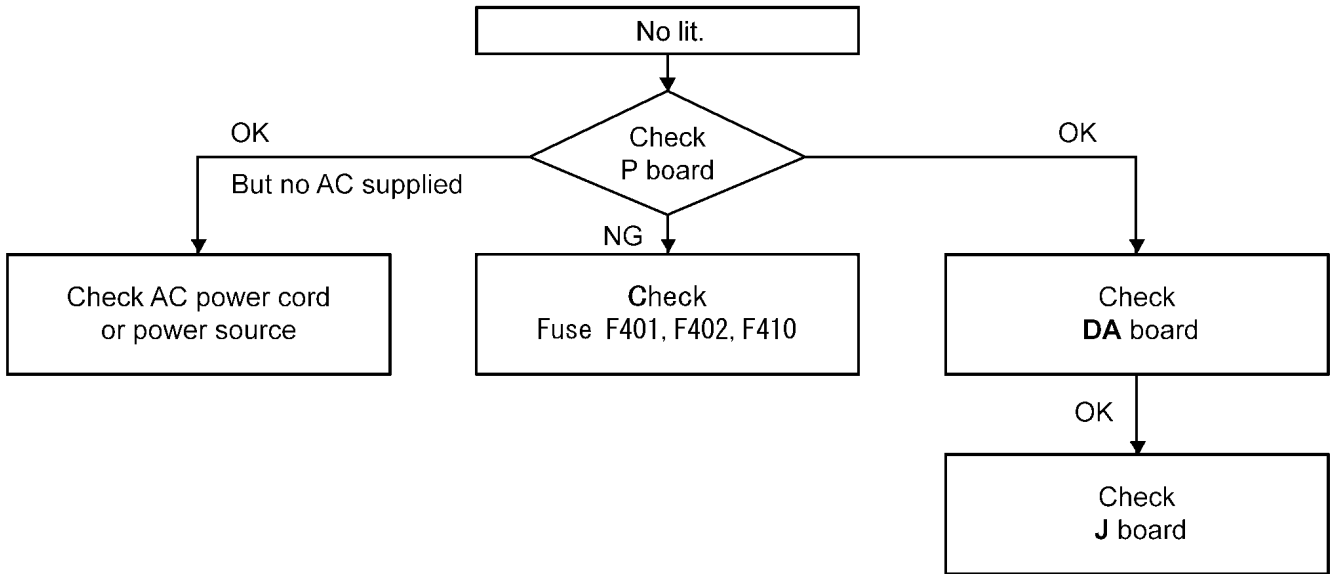 No lit.
Check
P board
OK
But no AC supplied
NG
OK
Check AC power cord
or power source
Check
Fuse F401, F402, F410
Check
DA board
OK
Check
J board